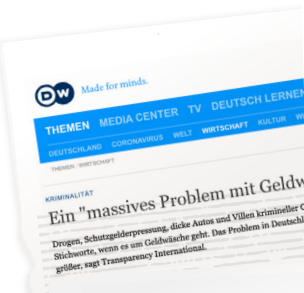 DW Made for minds.
THEMEN MEDIA CENTER TV DEUTSCH LERNEN
DEUTSCHLAND CORONAVIRUS WELT WIRTSCHAFT KULTUR
THEMEN / WIRTSCHAFT
KRIMINALITÄT
Ein "massives Problem mit Geldw
Drogen, Schutzgelderpressung, dicke Autos und Villen krimineller
Stichworte, wenn es um Geldwäsche geht. Das Problem in Deutschl
größer, sagt Transparency International.